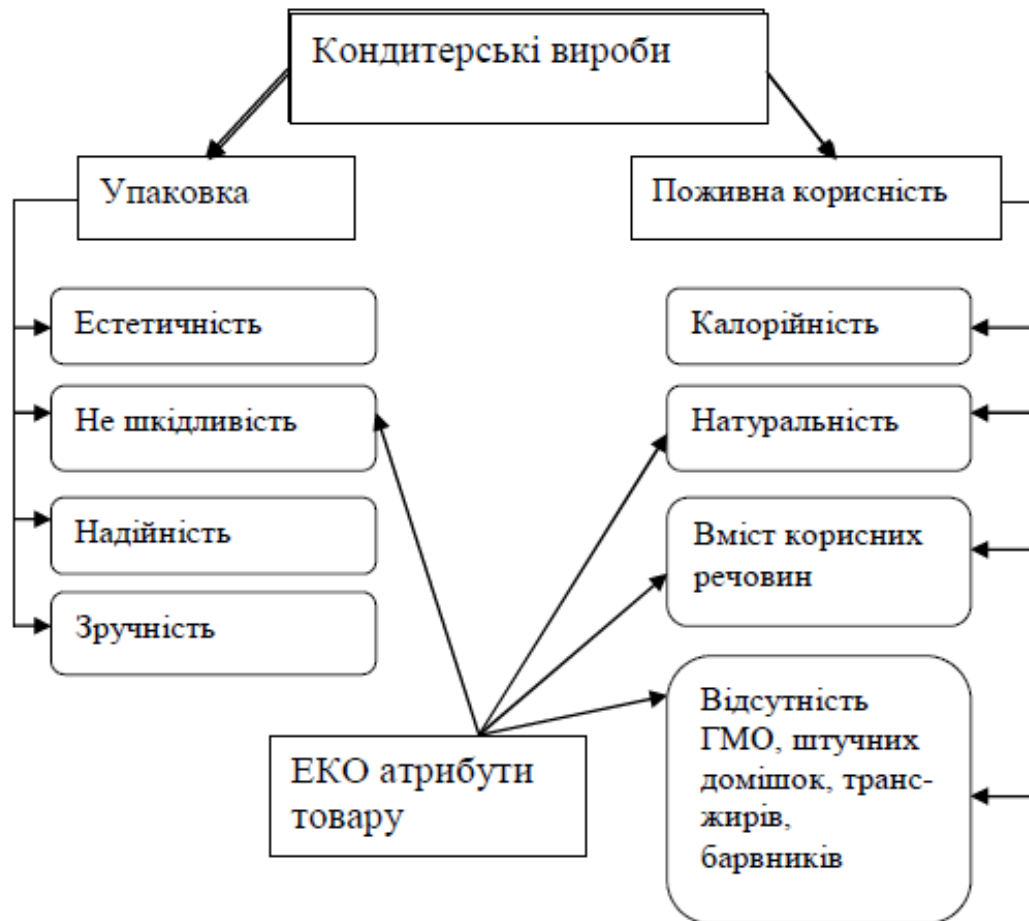 Кондитерські вироби
Упаковка
Поживна корисність
Естетичність
Не шкідливість
Надійність
Зручність
Калорійність
Натуральність
Вміст корисних
речовин
Відсутність
ГМО, штучних
домішок, транс-
жирів,
барвників
ЕКО атрибути
товару